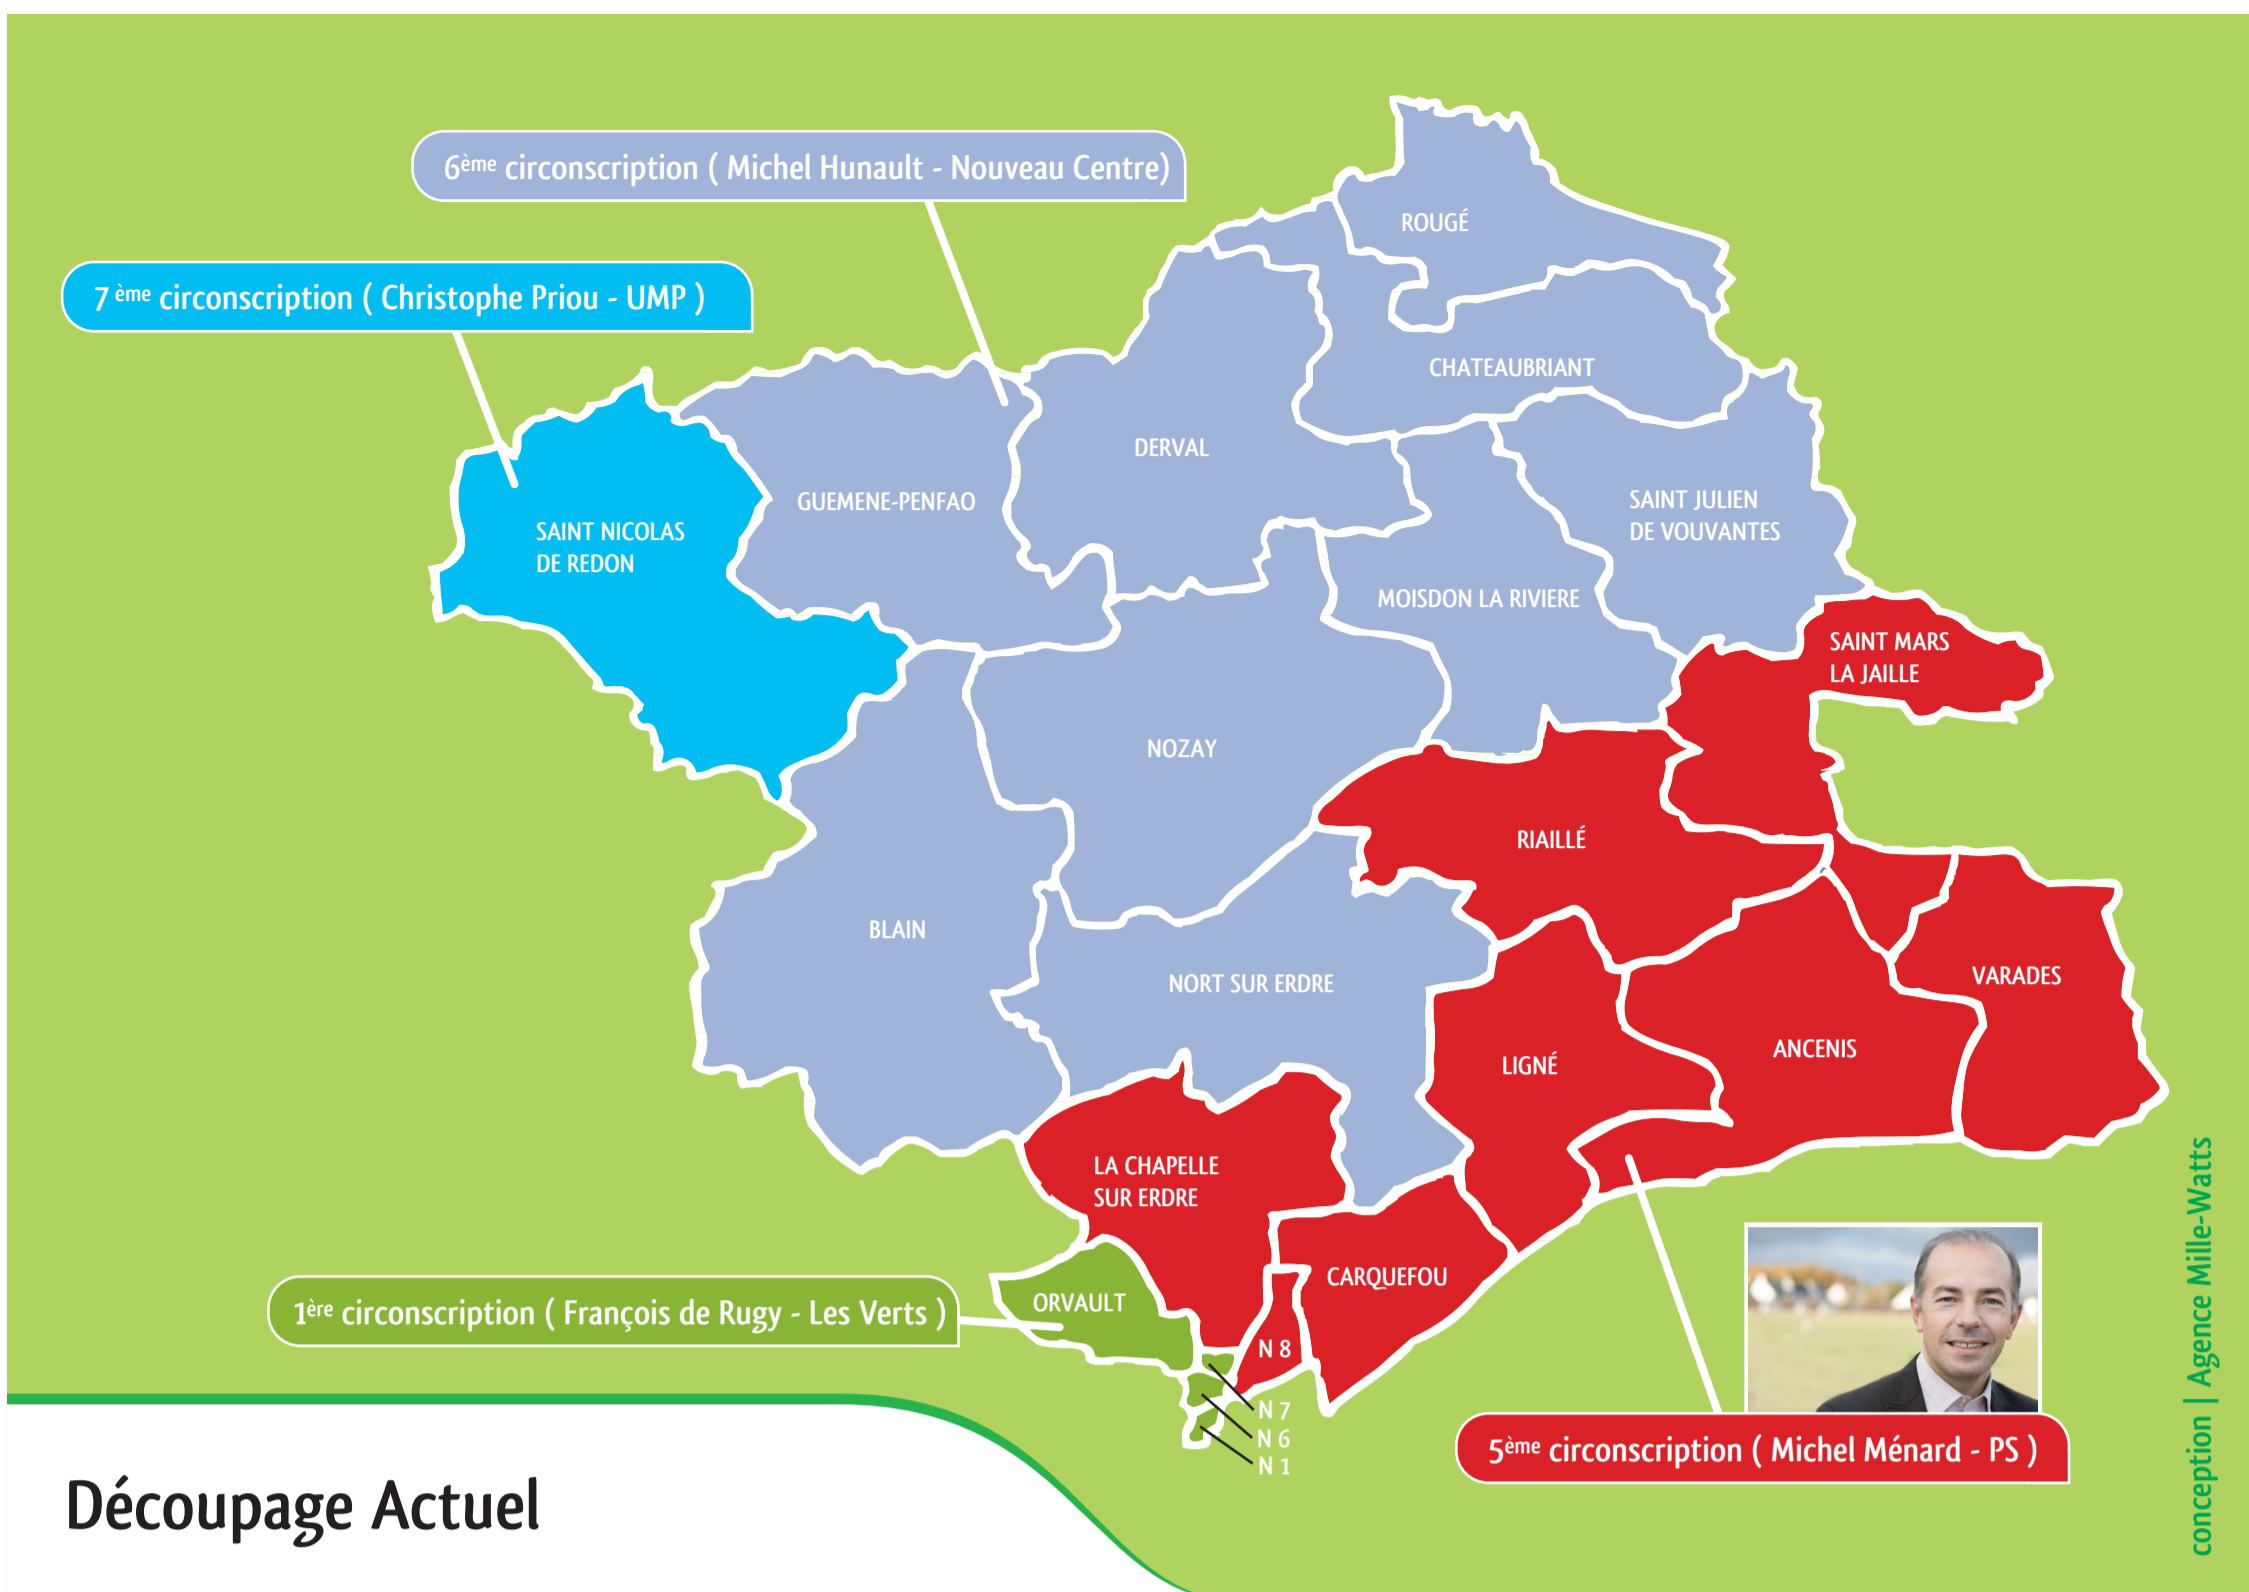 6ème circonscription ( Michel Hunault - Nouveau Centre)
7 ème circonscription ( Christophe Priou - UMP )
ROUGÉ
CHATEAUBRIANT
DERVAL
GUEMENE-PENFAO
SAINT JULIEN
DE VOUVANTES
SAINT NICOLAS
DE REDON
MOISDON LA RIVIERE
SAINT MARS
LA JAILLE
NOZAY
RIAILLÉ
BLAIN
NORT SUR ERDRE
VARADES
ANCENIS
LIGNÉ
LA CHAPELLE
SUR ERDRE
CARQUEFOU
ORVAULT
1ère circonscription ( François de Rugy - Les Verts )
N 8
N 7
N 6
N 1
5ème circonscription ( Michel Ménard - PS )
Découpage Actuel
conception | Agence Mille-Watts